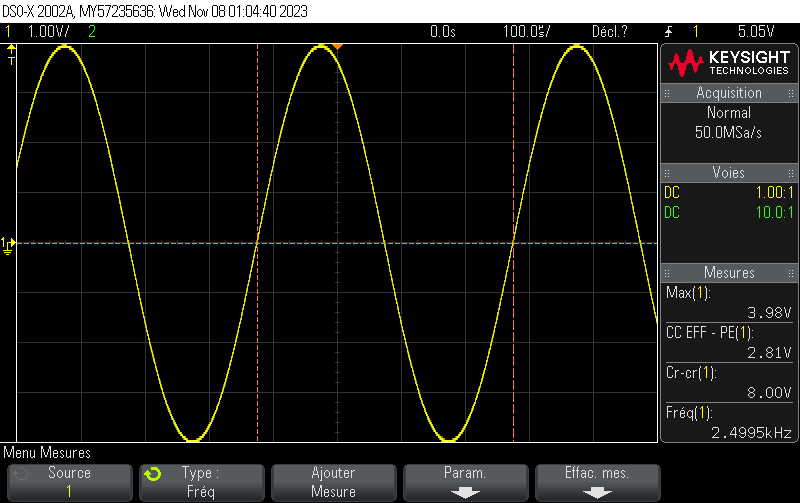 DSO-X 2002A, MY57235636: Wed Nov 08 01:04:40 2023
1 1.00V/ 2 0.0s 100.0㎲/ Décl.? 1 5.05V
T
1
KEYSIGHT
TECHNOLOGIES
Acquisition
Normal
50.0MSa/s
Voies
DC 1.00:1
DC 10.0:1
Mesures
Max(1):
3.98V
CC EFF - PE(1):
2.81V
Cr-cr(1):
8.00V
Fréq(1):
2.4995kHz
Menu Mesures
Source
1
Type :
Fréq
Ajouter
Mesure
Param.
Effac. mes.